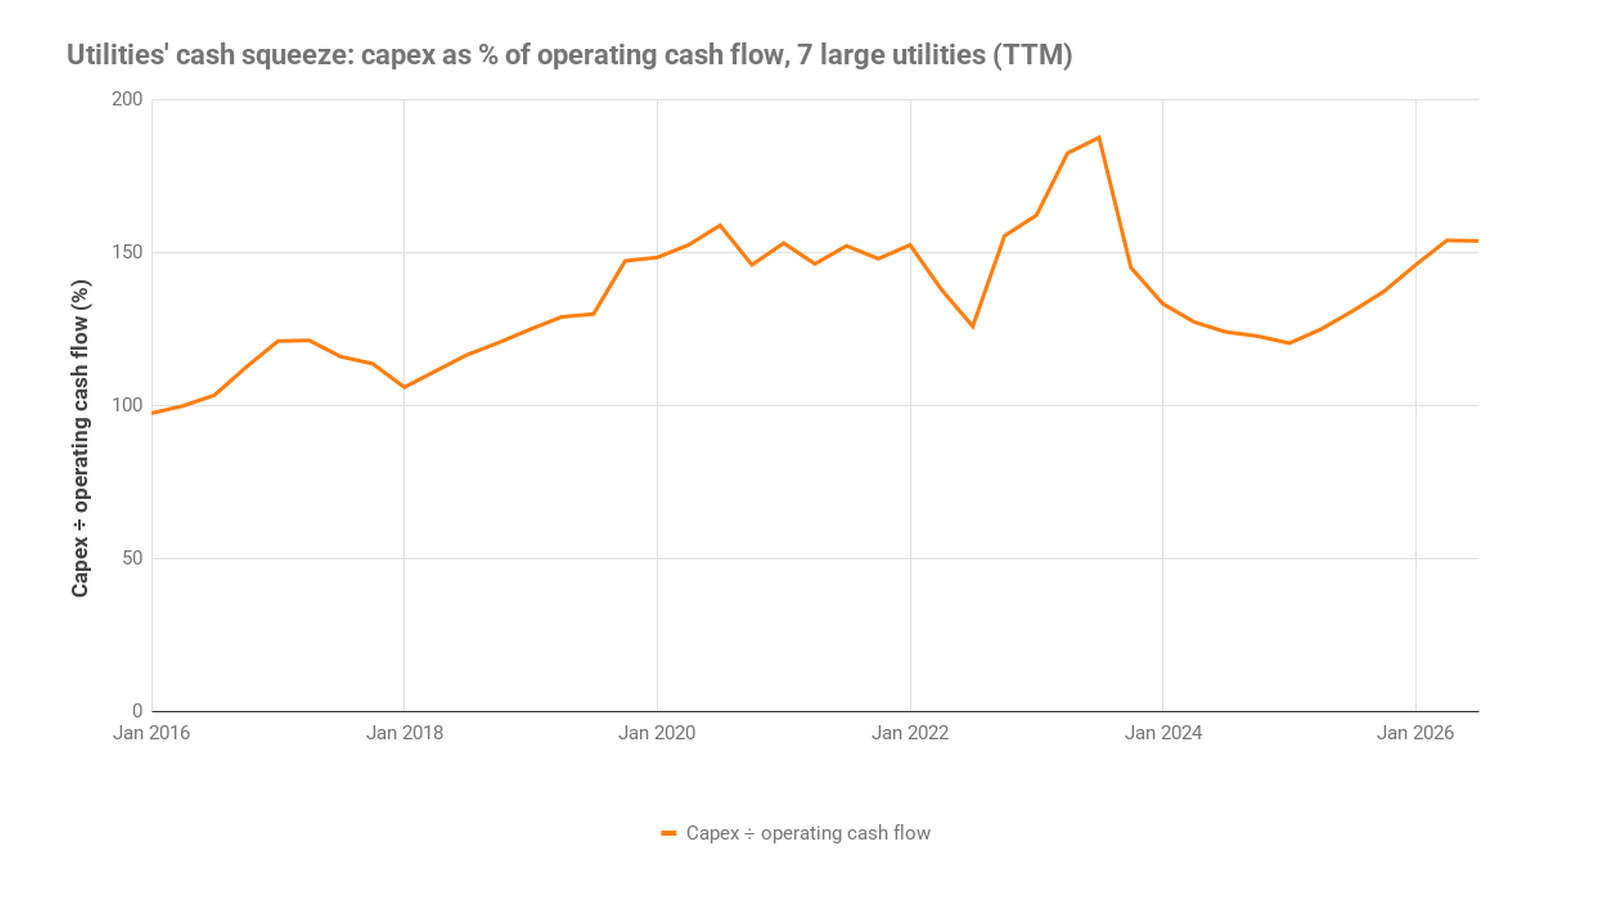 Utilities' cash squeeze: capex as % of operating cash flow, 7 large utilities (TTM)
Capex ÷ operating cash flow (%)
200
150
100
50
0
Jan 2016
Jan 2018
Jan 2020
Jan 2022
Jan 2024
Jan 2026
Capex ÷ operating cash flow